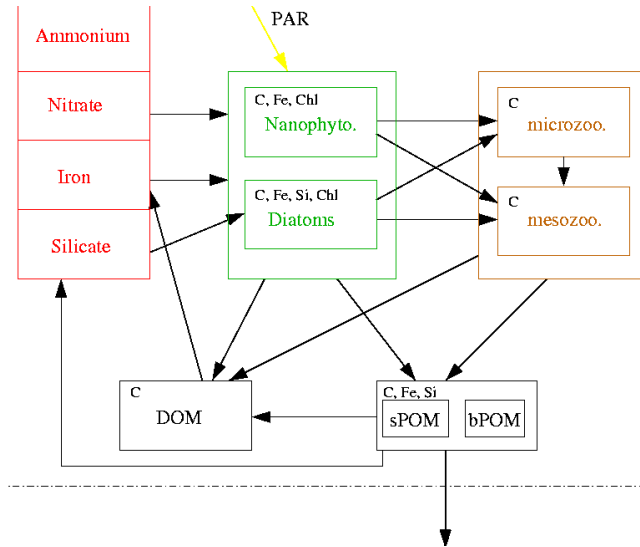 PAR
Ammonium
Nitrate
Iron
Silicate
C, Fe, Chl
Nanophyto.
C, Fe, Si, Chl
Diatoms
C
microzoo.
C
mesozoo.
C
DOM
C, Fe, Si
sPOM
bPOM